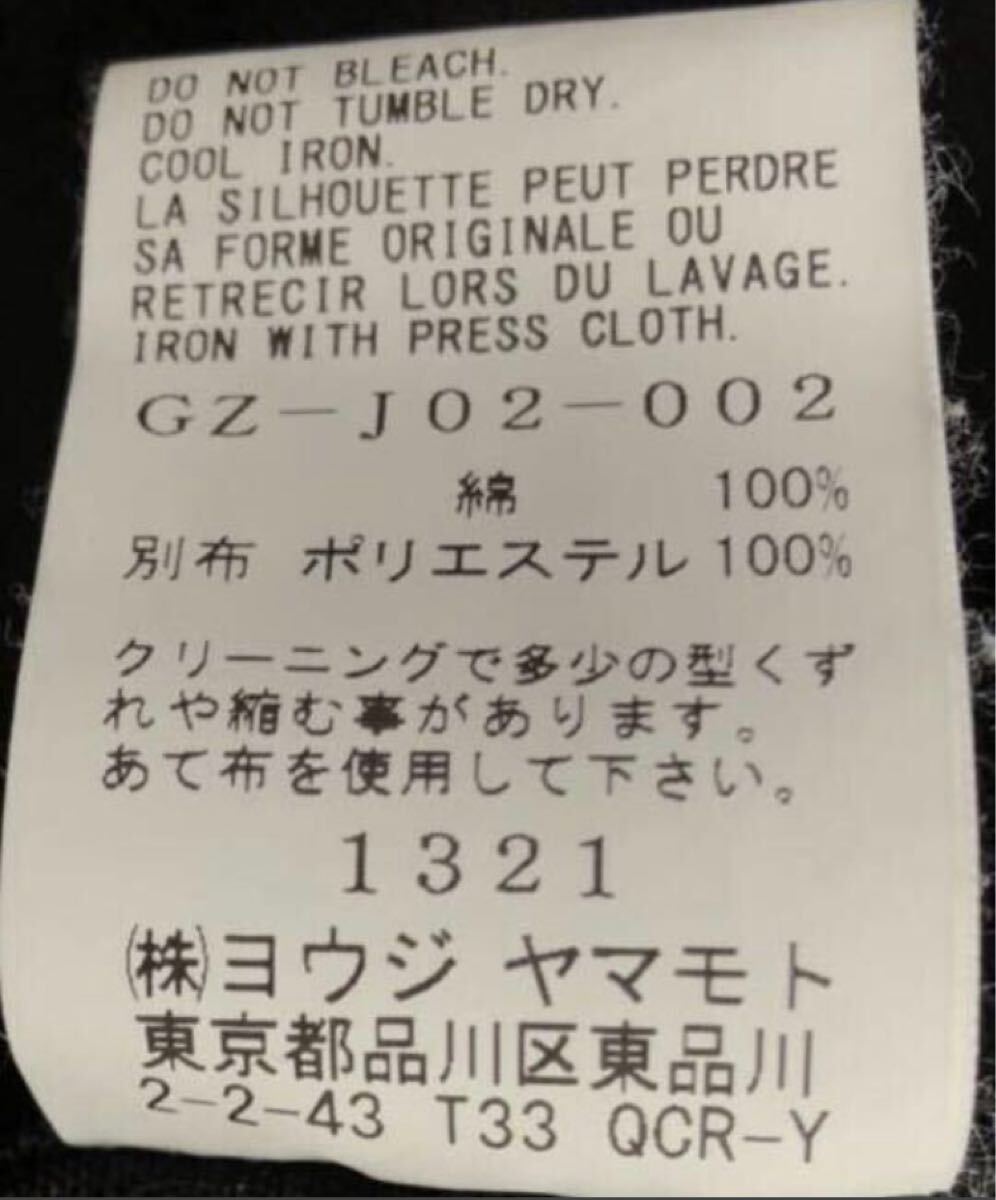 DO NOT BLEACH.
DO NOT TUMBLE DRY.
COOL IRON.
LA SILHOUETTE PEUT PERDRE
SA FORME ORIGINALE OU
RETRECIR LORS DU LAVAGE.
IRON WITH PRESS CLOTH.
GZ-J02-002
綿 100%
別布 ポリエステル 100%
クリーニングで多少の型くず
れや縮む事があります。
あて布を使用して下さい。
1321
㈱ヨウジ ヤマモト
東京都品川区東品川
2-2-43 T33 QCR-Y